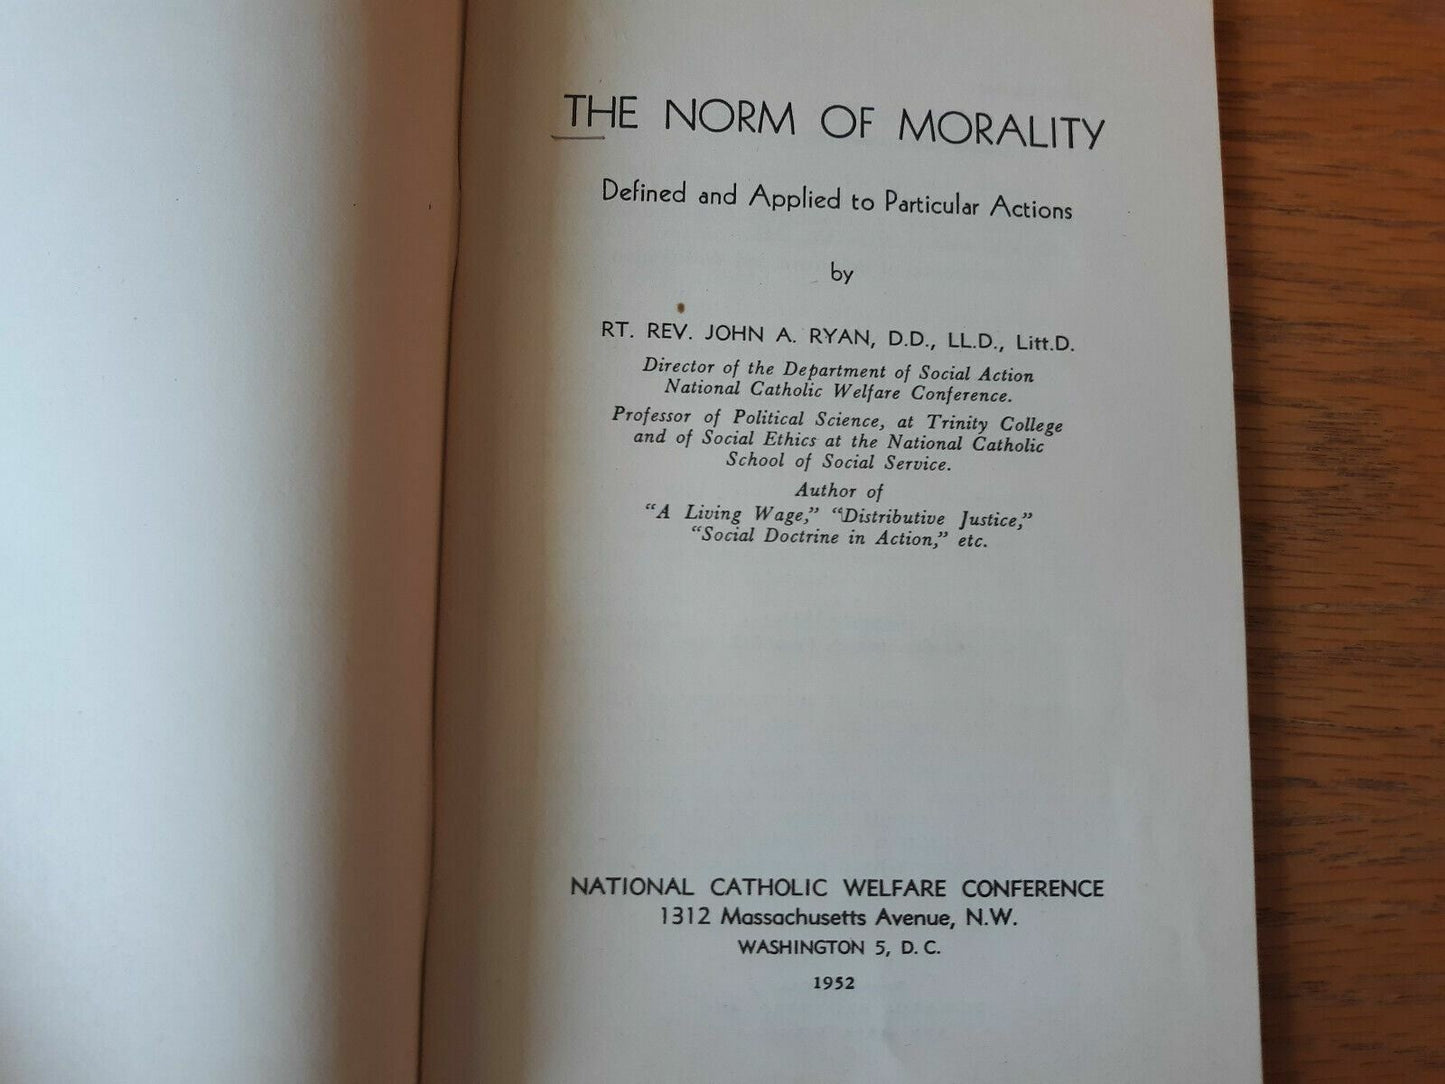 THE NORM OF MORALITY
Defined and Applied to Particular Actions
by
RT. REV. JOHN A. RYAN, D.D., LL.D., Litt.D.
Director of the Department of Social Action
National Catholic Welfare Conference.
Professor of Political Science, at Trinity College
and of Social Ethics at the National Catholic
School of Social Service.
Author of
“A Living Wage,” “Distributive Justice,”
“Social Doctrine in Action,” etc.
NATIONAL CATHOLIC WELFARE CONFERENCE
1312 Massachusetts Avenue, N.W.
WASHINGTON 5, D. C.
1952